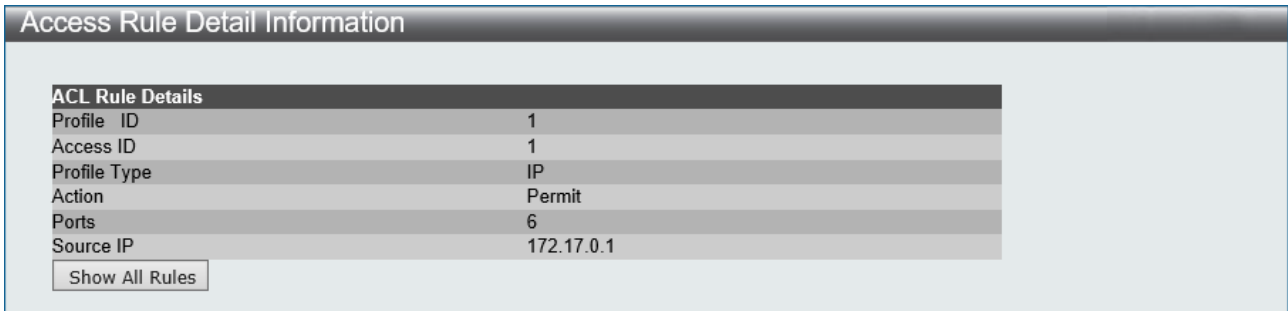 Access Rule Detail Information
ACL Rule Details
Profile ID 1
Access ID 1
Profile Type IP
Action Permit
Ports 6
Source IP 172.17.0.1
Show All Rules